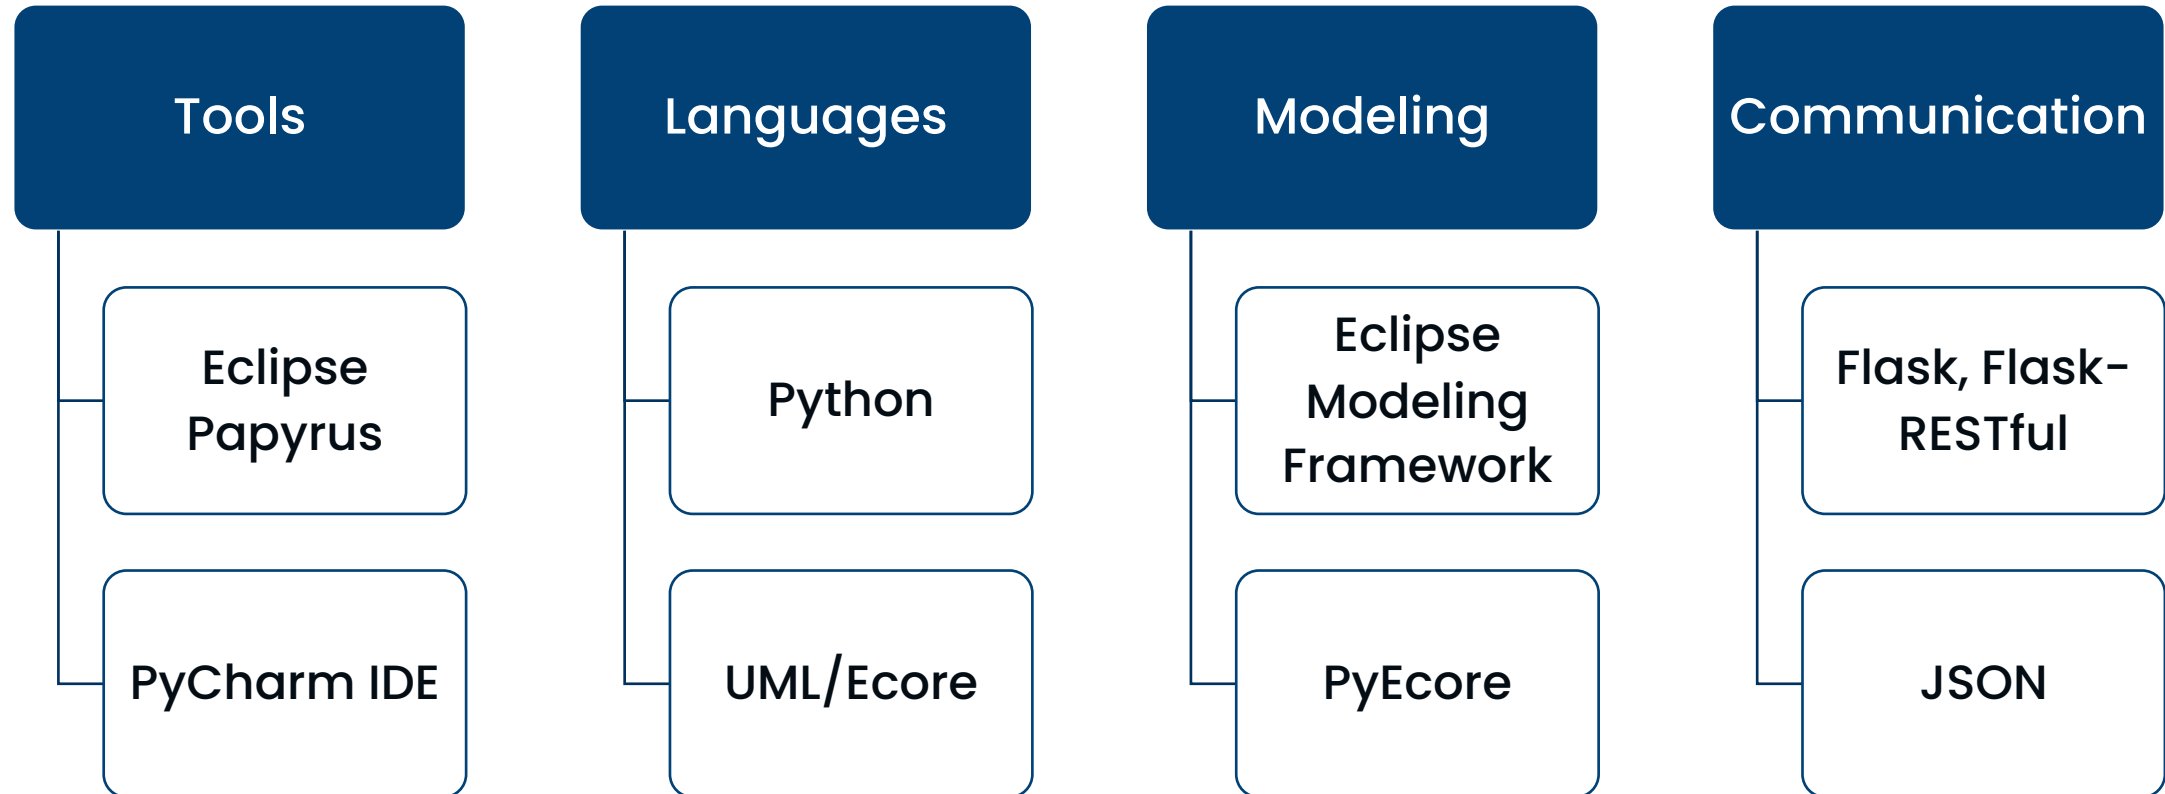 Tools
Eclipse
Papyrus
PyCharm IDE
Languages
Python
UML/Ecore
Modeling
Eclipse
Modeling
Framework
PyEcore
Communication
Flask, Flask-
RESTful
JSON